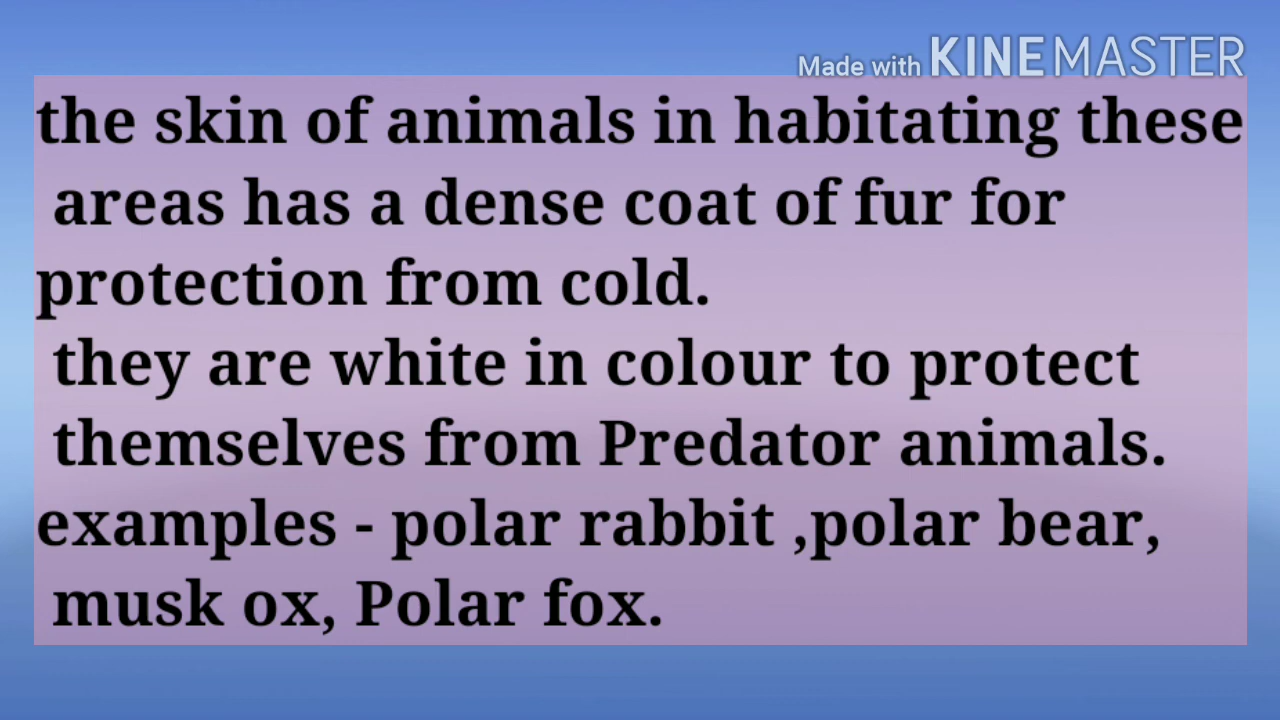 Made with KINEMASTER
the skin of animals in habitating these
areas has a dense coat of fur for
protection from cold.
they are white in colour to protect
themselves from Predator animals.
examples - polar rabbit ,polar bear,
musk ox, Polar fox.